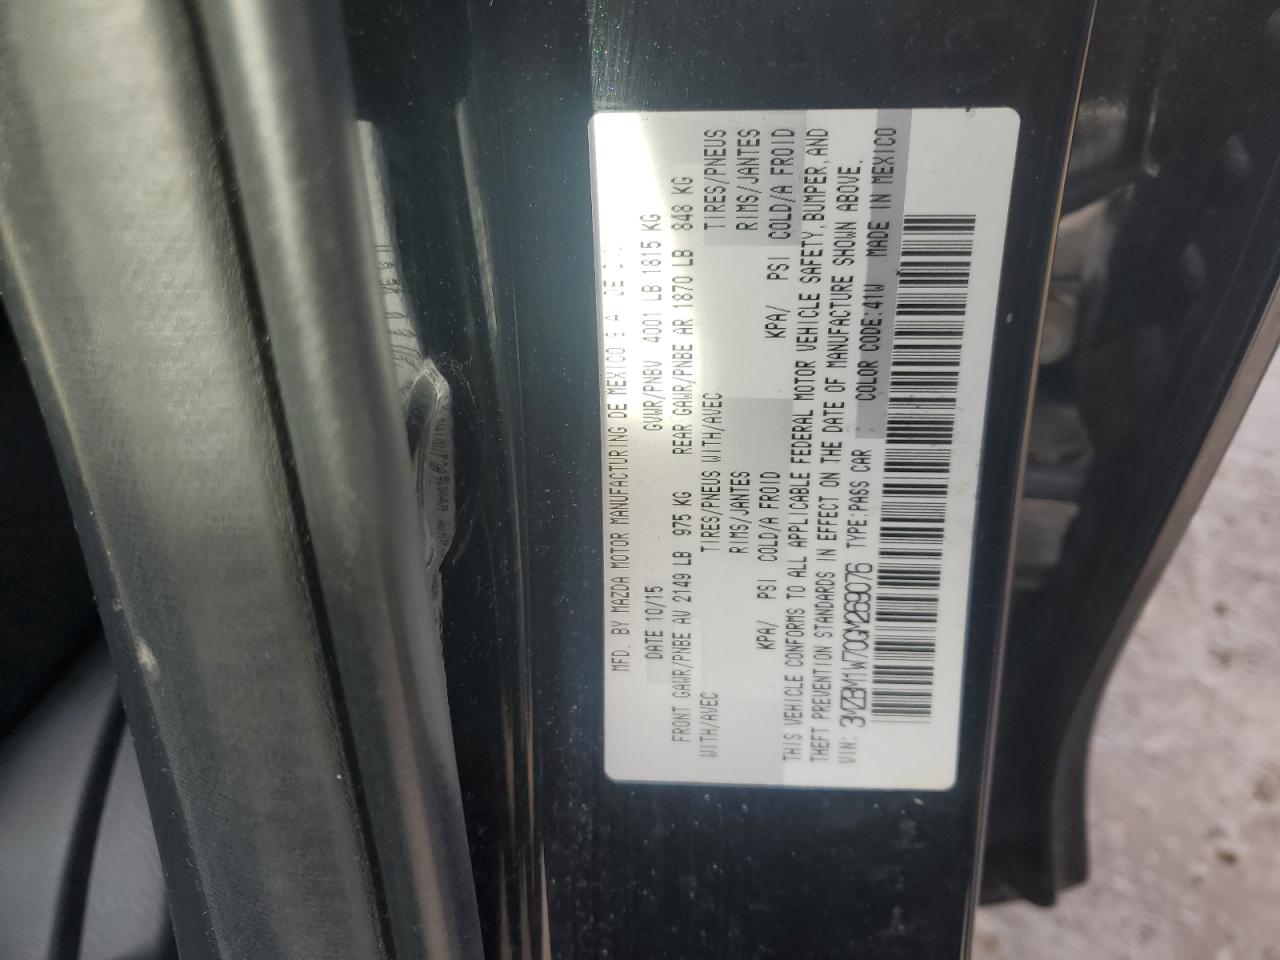 MFD. BY MAZDA MOTOR MANUFACTURING DE MEXICO S A DE
DATE 10/15 GVWR/PNBV 4001 LB 1815 KG
FRONT GAWR/PNBE AV 2149 LB 975 KG REAR GAWR/PNBE AR 1870 LB 848 KG
WITH/AVEC TIRES/PNEUS WITH/AVEC TIRES/PNEUS
RIMS/JANTES RIMS/JANTES
KPA/ PSI COLD/A FROID KPA/ PSI COLD/A FROID
THIS VEHICLE CONFORMS TO ALL APPLICABLE FEDERAL MOTOR VEHICLE SAFETY, BUMPER, AND
THEFT PREVENTION STANDARDS IN EFFECT ON THE DATE OF MANUFACTURE SHOWN ABOVE.
VIN: 3MZBM1W70GM269076 TYPE:PASS CAR COLOR CODE:41W MADE IN MEXICO